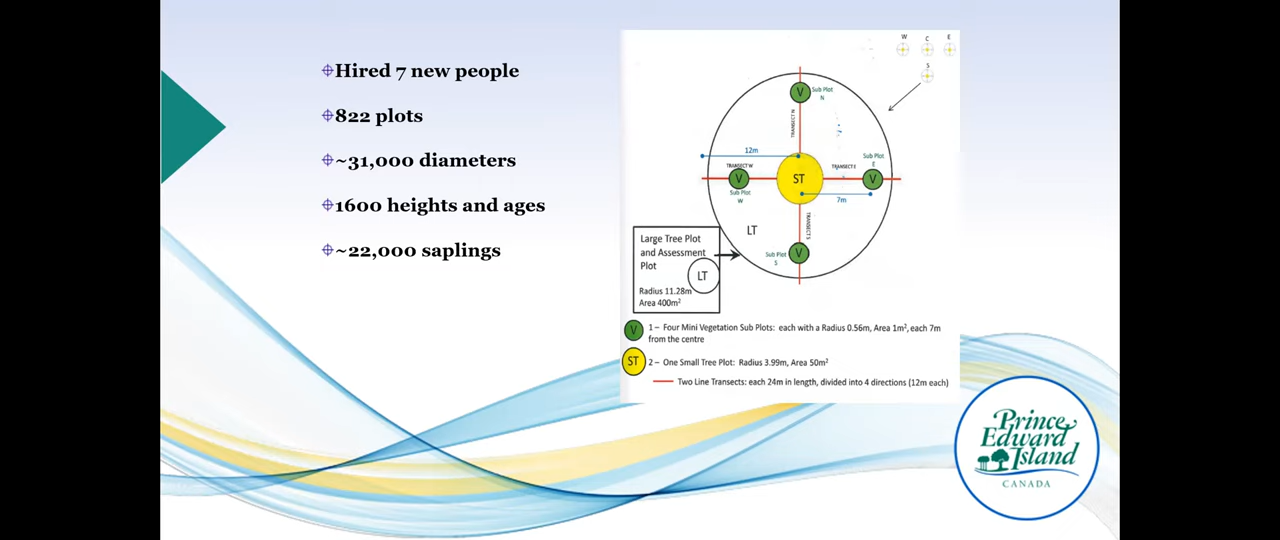 Hired 7 new people
822 plots
~31,000 diameters
1600 heights and ages
~22,000 saplings
W
C
E
S
V
Sub Plot
N
TRANSECT N
12m
Sub Plot
E
TRANSECT W
TRANSECT E
V
ST
V
Sub Plot
W
7m
TRANSECT S
LT
V
Sub Plot
S
Large Tree Plot
and Assessment
Plot
LT
Radius 11.28m
Area 400m²
V
1 – Four Mini Vegetation Sub Plots: each with a Radius 0.56m, Area 1m², each 7m
from the centre
ST
2 – One Small Tree Plot: Radius 3.99m, Area 50m²
Two Line Transects: each 24m in length, divided into 4 directions (12m each)
Prince
Edward
Island
CANADA